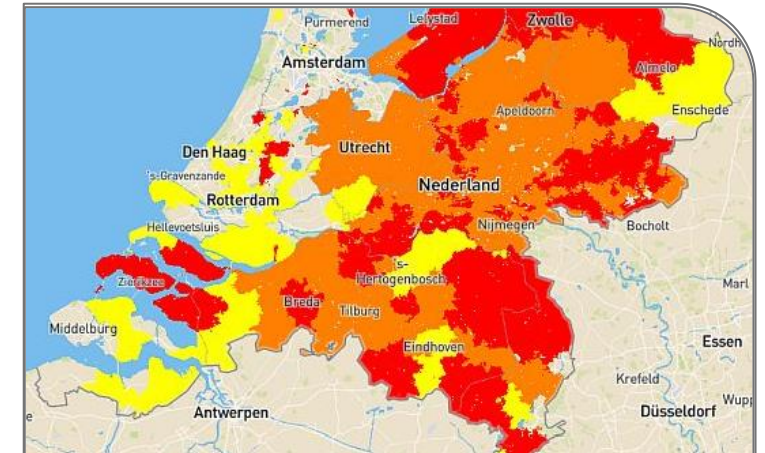 Purmerend
Lelystad
Zwolle
Nordh
Amsterdam
Almelo
Apeldoorn
Enschede
Den Haag
Utrecht
's-Gravenzande
Nederland
Rotterdam
Hellevoetsluis
Nijmegen
Bocholt
's-
Hertogenbosch
Zierikzee
Marl
Breda
Tilburg
Middelburg
Eindhoven
Essen
Krefeld
Wupp
Düsseldorf
Antwerpen
e